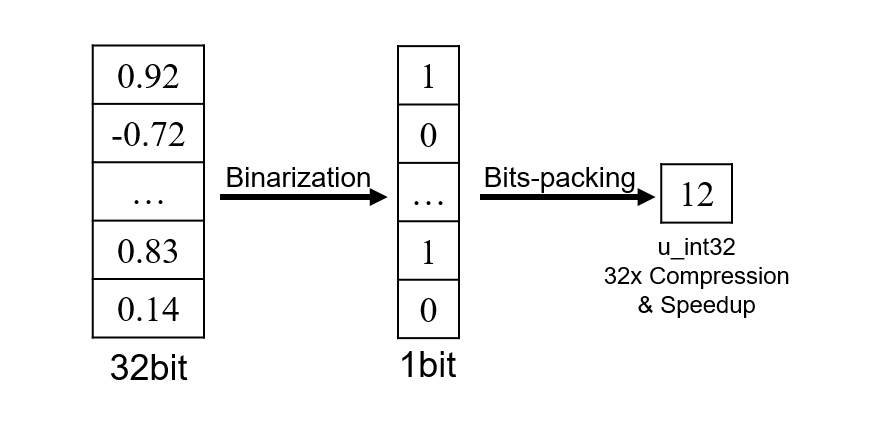 0.92
-0.72
…
0.83
0.14
32bit
Binarization
1
0
…
1
0
1bit
Bits-packing
12
u_int32
32x Compression
& Speedup